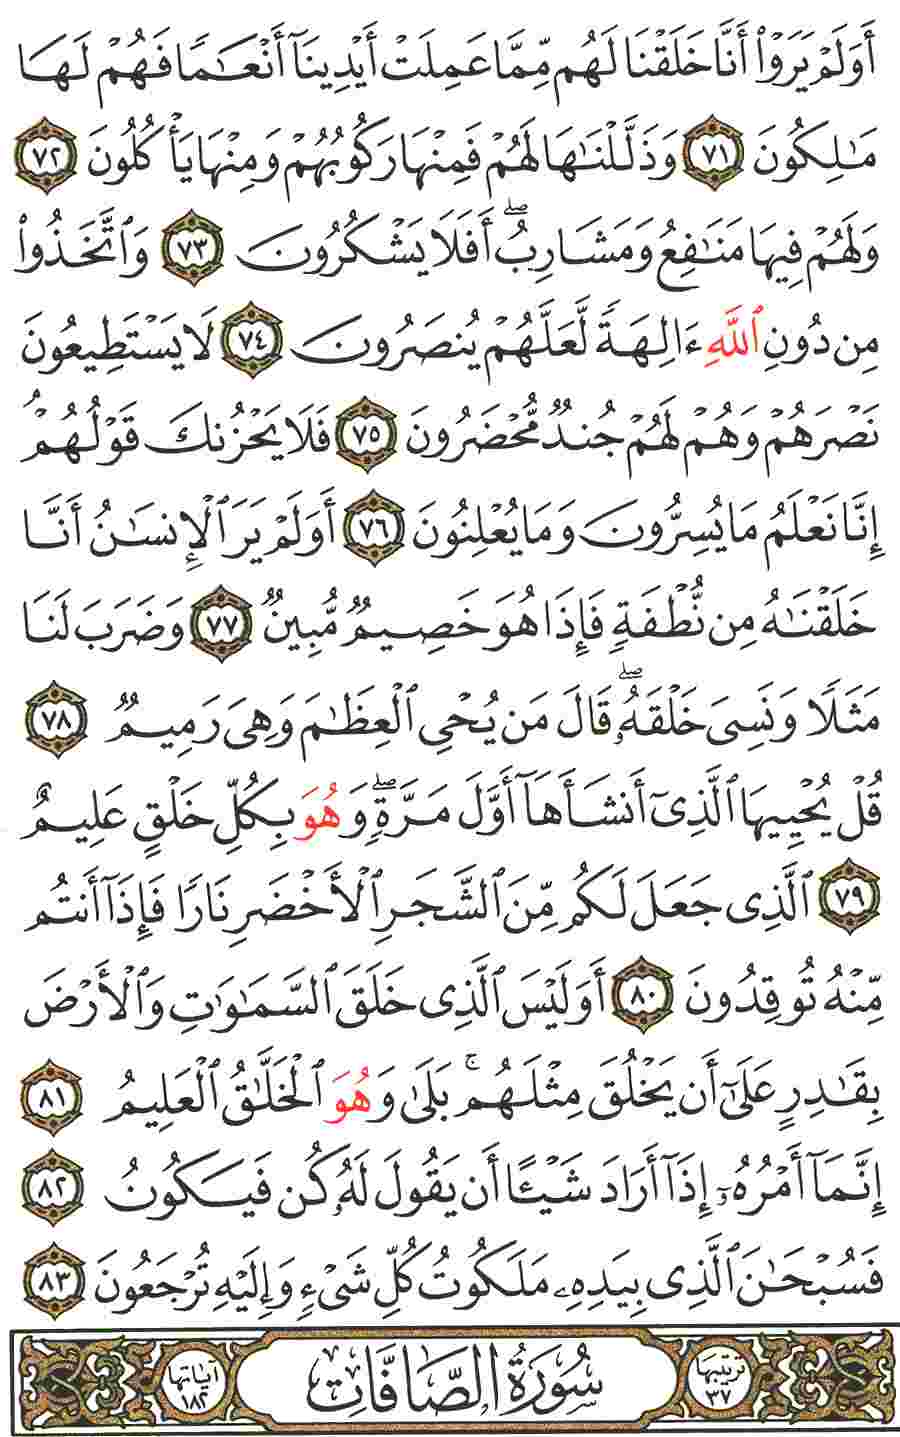 أَوَلَمْ يَرَوْا۟ أَنَّا خَلَقْنَا لَهُم مِّمَّا عَمِلَتْ أَيْدِينَآ أَنْعَٰمًا فَهُمْ لَهَا
مَٰلِكُونَ ٧١ وَذَلَّلْنَٰهَا لَهُمْ فَمِنْهَا رَكُوبُهُمْ وَمِنْهَا يَأْكُلُونَ ٧٢
وَلَهُمْ فِيهَا مَنَٰفِعُ وَمَشَارِبُ ۖ أَفَلَا يَشْكُرُونَ ٧٣ وَٱتَّخَذُوا۟
مِن دُونِ ٱللَّهِ ءَالِهَةً لَّعَلَّهُمْ يُنصَرُونَ ٧٤ لَا يَسْتَطِيعُونَ
نَصْرَهُمْ وَهُمْ لَهُمْ جُندٌ مُّحْضَرُونَ ٧٥ فَلَا يَحْزُنكَ قَوْلُهُمْ ۘ
إِنَّا نَعْلَمُ مَا يُسِرُّونَ وَمَا يُعْلِنُونَ ٧٦ أَوَلَمْ يَرَ ٱلْإِنسَٰنُ أَنَّا
خَلَقْنَٰهُ مِن نُّطْفَةٍ فَإِذَا هُوَ خَصِيمٌ مُّبِينٌ ٧٧ وَضَرَبَ لَنَا
مَثَلًا وَنَسِىَ خَلْقَهُۥ ۖ قَالَ مَن يُحْىِ ٱلْعِظَٰمَ وَهِىَ رَمِيمٌ ٧٨
قُلْ يُحْيِيهَا ٱلَّذِىٓ أَنشَأَهَآ أَوَّلَ مَرَّةٍ ۖ وَهُوَ بِكُلِّ خَلْقٍ عَلِيمٌ
٧٩ ٱلَّذِى جَعَلَ لَكُم مِّنَ ٱلشَّجَرِ ٱلْأَخْضَرِ نَارًا فَإِذَآ أَنتُم
مِّنْهُ تُوقِدُونَ ٨٠ أَوَلَيْسَ ٱلَّذِى خَلَقَ ٱلسَّمَٰوَٰتِ وَٱلْأَرْضَ
بِقَٰدِرٍ عَلَىٰٓ أَن يَخْلُقَ مِثْلَهُم ۚ بَلَىٰ وَهُوَ ٱلْخَلَّٰقُ ٱلْعَلِيمُ ٨١
إِنَّمَآ أَمْرُهُۥٓ إِذَآ أَرَادَ شَيْـًٔا أَن يَقُولَ لَهُۥ كُن فَيَكُونُ ٨٢
فَسُبْحَٰنَ ٱلَّذِى بِيَدِهِۦ مَلَكُوتُ كُلِّ شَىْءٍ وَإِلَيْهِ تُرْجَعُونَ ٨٣
ترتيبها ٣٧ سُورَةُ الصَّافَّاتِ آياتها ١٨٢